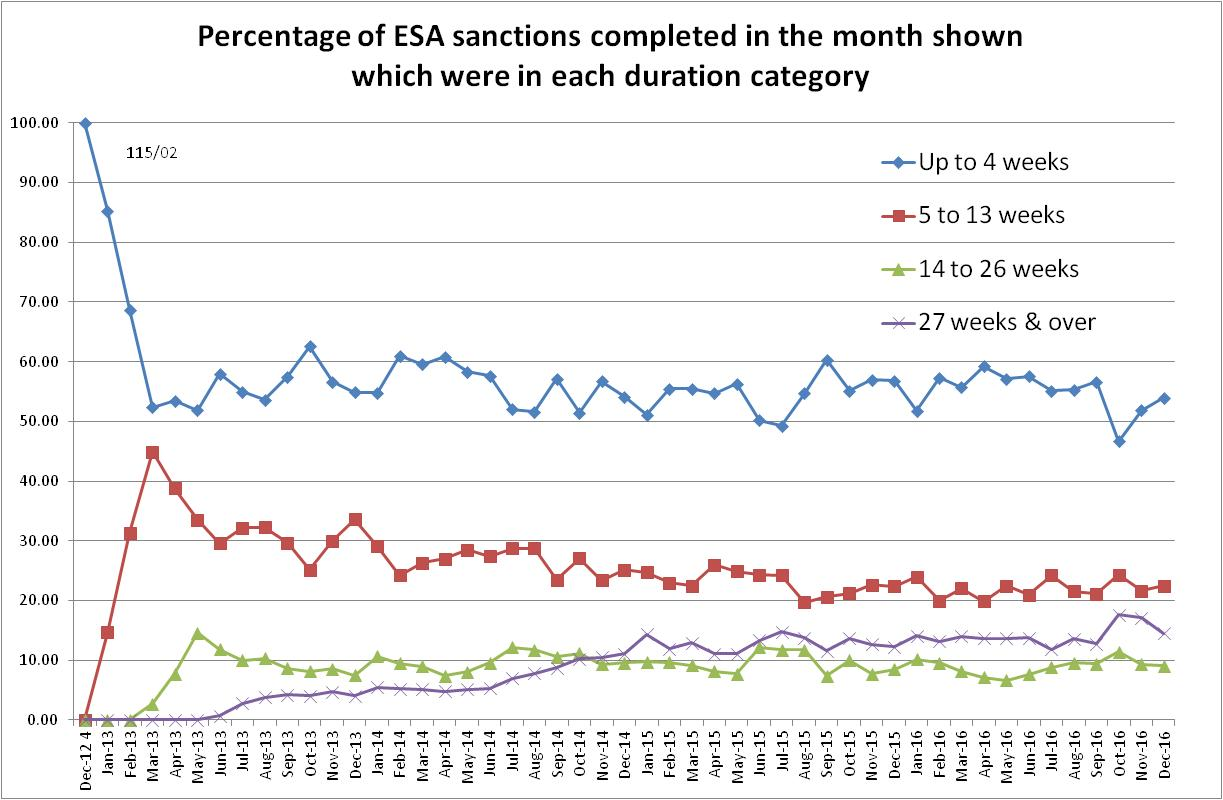 Percentage of ESA sanctions completed in the month shown
which were in each duration category
100.00
115/02
90.00
80.00
70.00
60.00
50.00
40.00
30.00
20.00
10.00
0.00
Up to 4 weeks
5 to 13 weeks
14 to 26 weeks
27 weeks & over
Dec-12 4
Jan-13
Feb-13
Mar-13
Apr-13
May-13
Jun-13
Jul-13
Aug-13
Sep-13
Oct-13
Nov-13
Dec-13
Jan-14
Feb-14
Mar-14
Apr-14
May-14
Jun-14
Jul-14
Aug-14
Sep-14
Oct-14
Nov-14
Dec-14
Jan-15
Feb-15
Mar-15
Apr-15
May-15
Jun-15
Jul-15
Aug-15
Sep-15
Oct-15
Nov-15
Dec-15
Jan-16
Feb-16
Mar-16
Apr-16
May-16
Jun-16
Jul-16
Aug-16
Sep-16
Oct-16
Nov-16
Dec-16